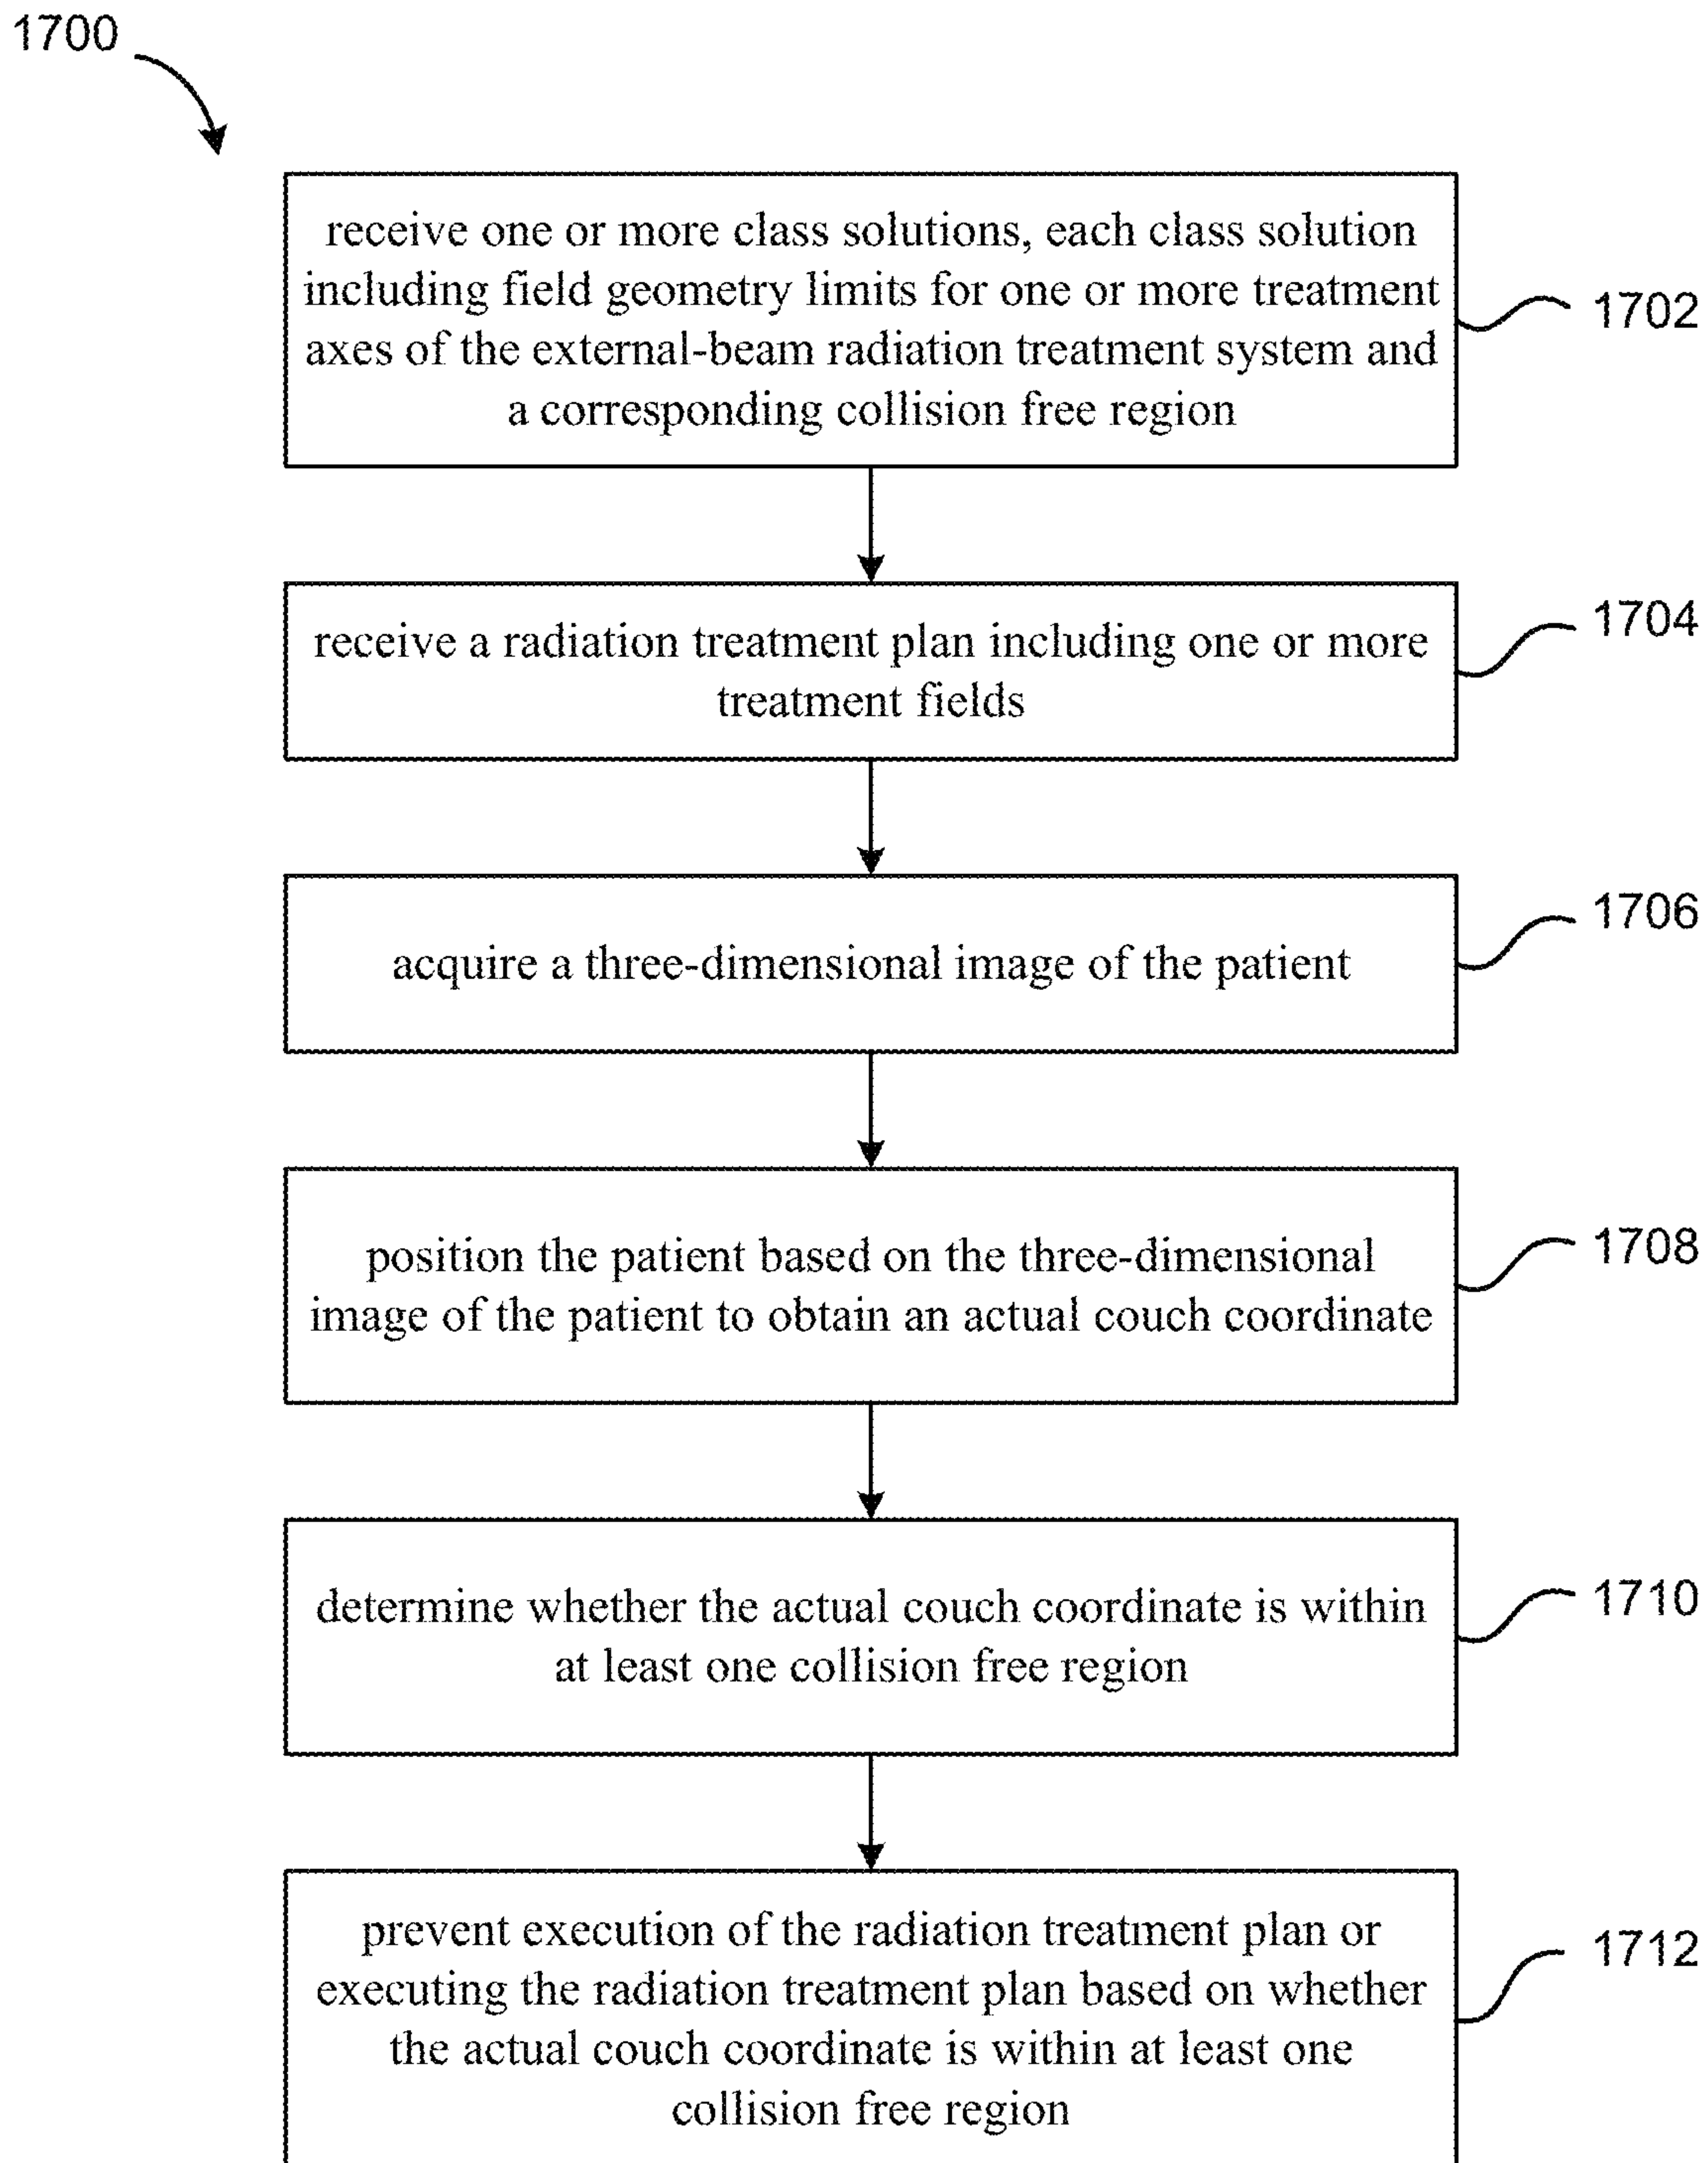 1700
receive one or more class solutions, each class solution
including field geometry limits for one or more treatment
axes of the external-beam radiation treatment system and
a corresponding collision free region
1702
receive a radiation treatment plan including one or more
treatment fields
1704
acquire a three-dimensional image of the patient
1706
position the patient based on the three-dimensional
image of the patient to obtain an actual couch coordinate
1708
determine whether the actual couch coordinate is within
at least one collision free region
1710
prevent execution of the radiation treatment plan or
executing the radiation treatment plan based on whether
the actual couch coordinate is within at least one
collision free region
1712